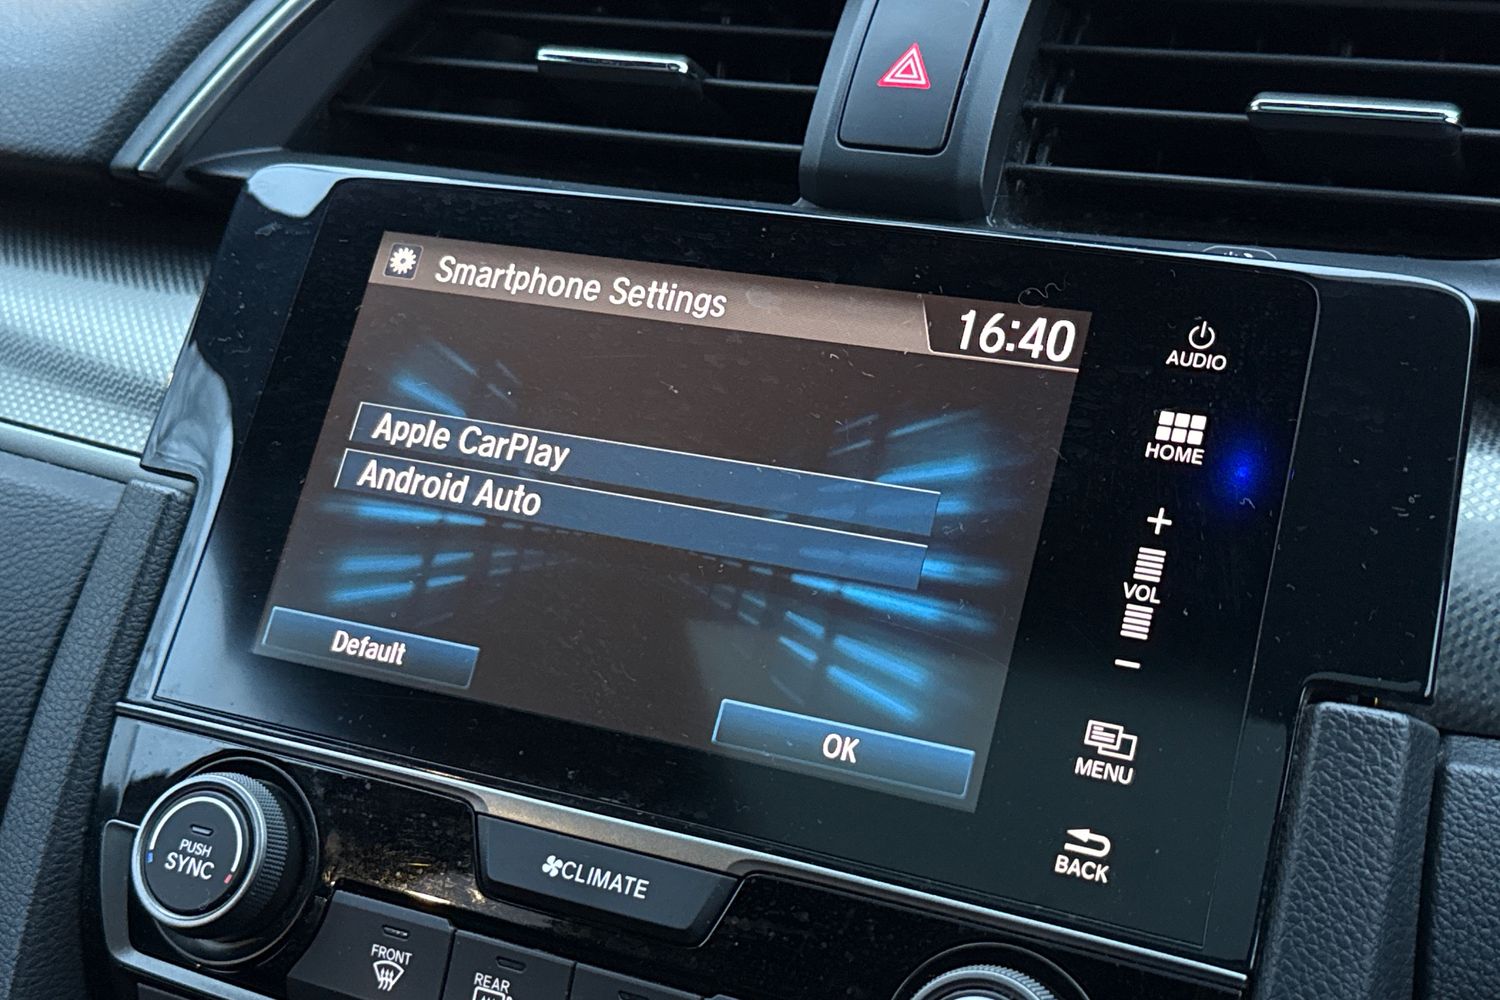 Smartphone Settings
16:40
Apple CarPlay
Android Auto
Default
OK
AUDIO
HOME
+
VOL
-
MENU
BACK
PUSH
SYNC
CLIMATE
FRONT
REAR